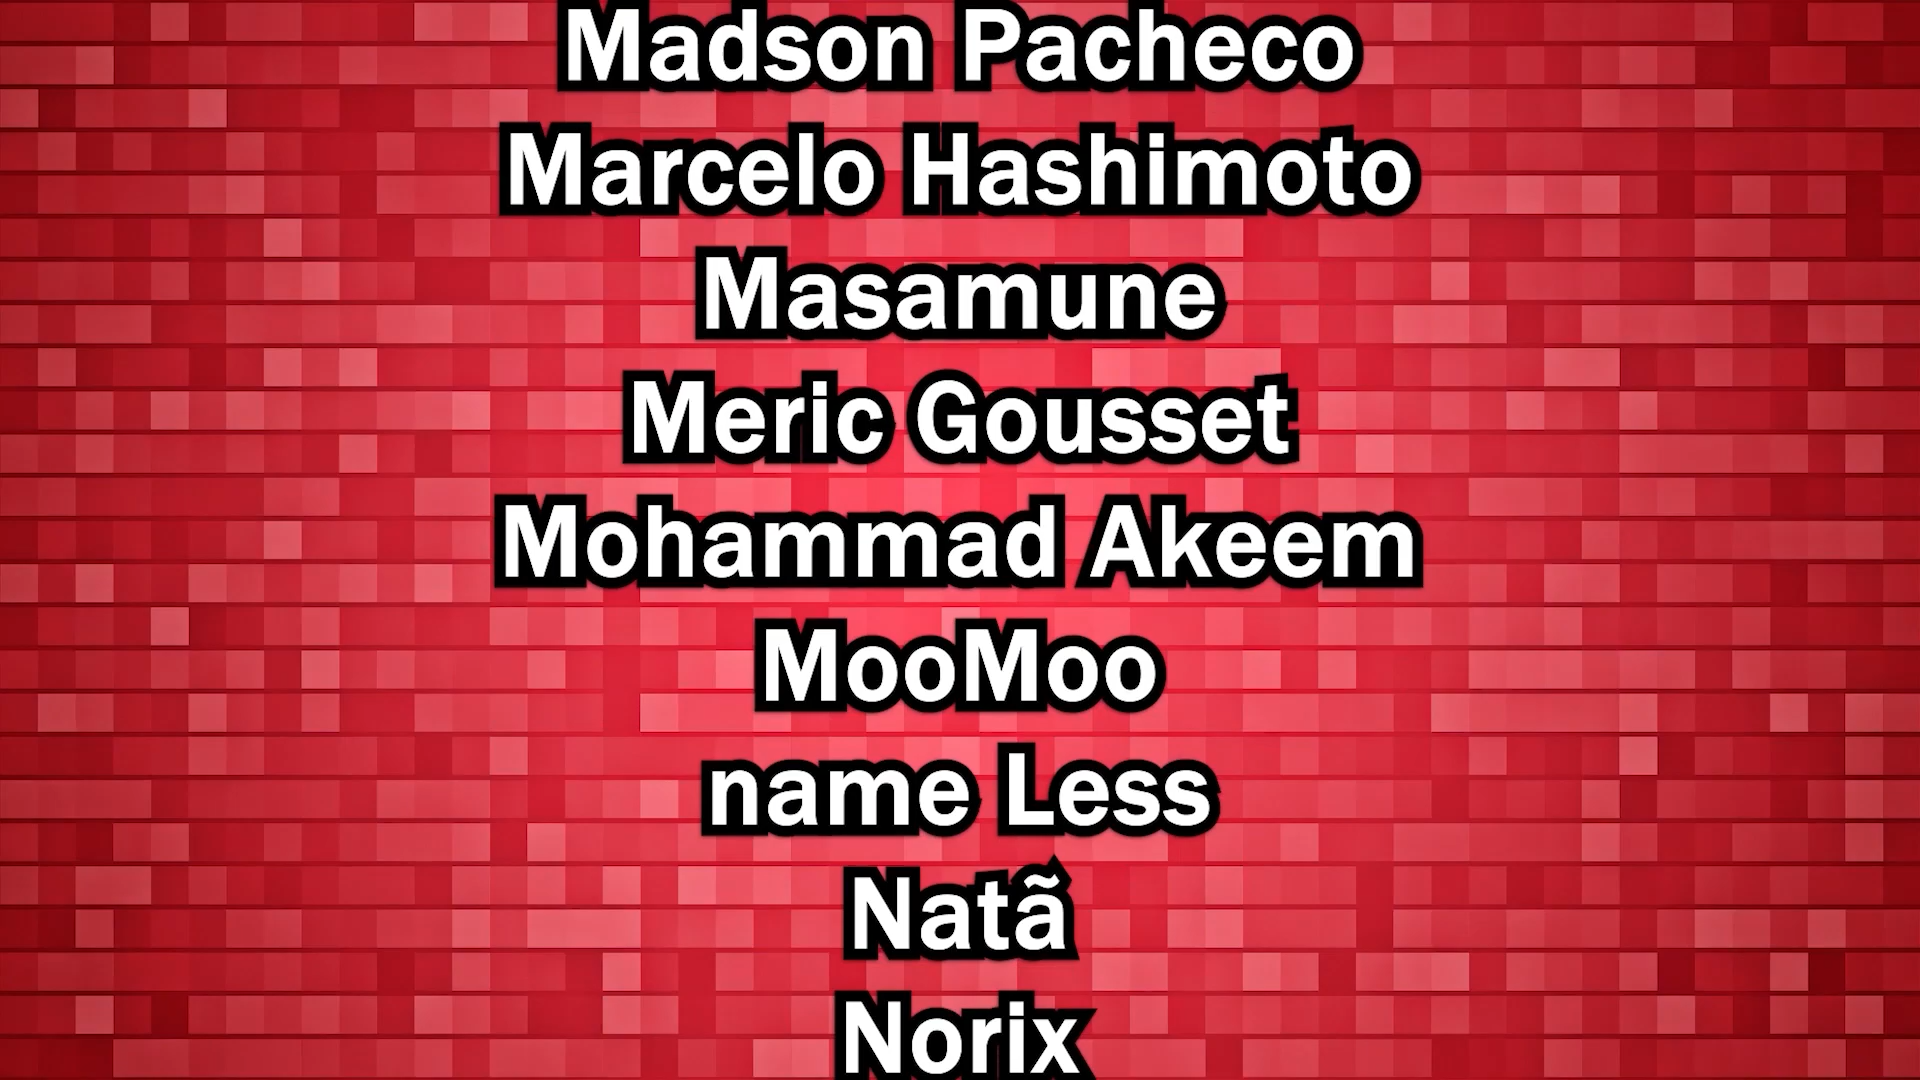 Madson Pacheco
Marcelo Hashimoto
Masamune
Meric Gousset
Mohammad Akeem
MooMoo
name Less
Natã
Norix